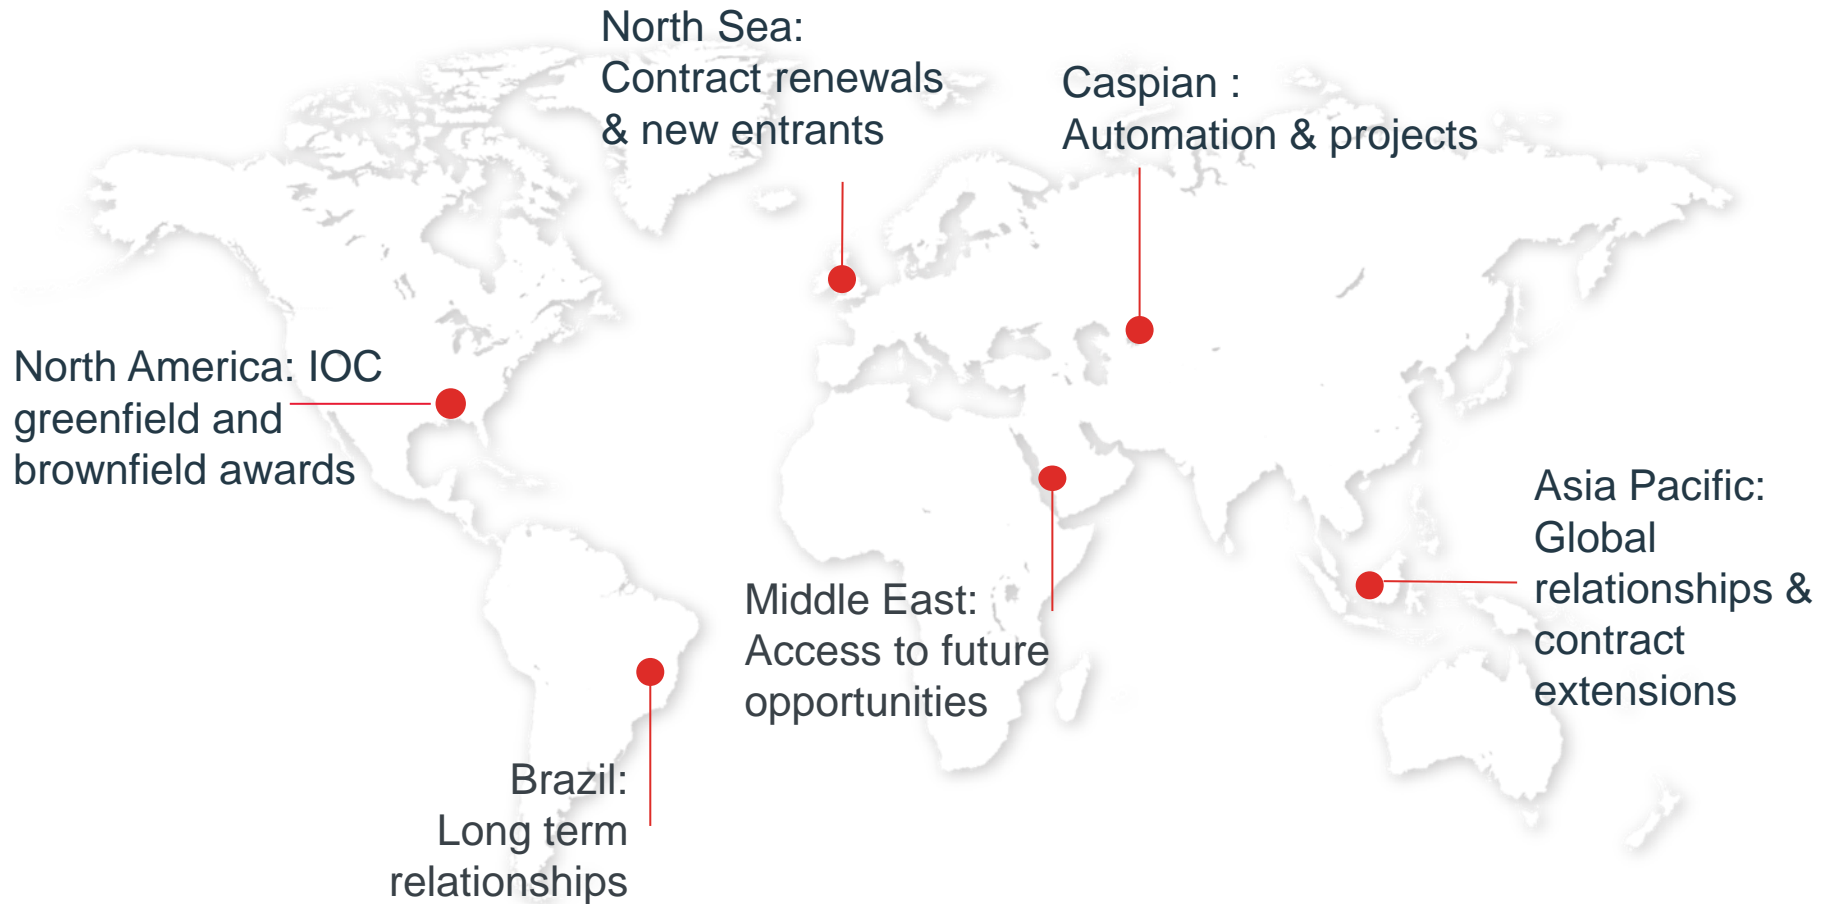 North Sea:
Contract renewals
& new entrants
Caspian :
Automation & projects
North America: IOC
greenfield and
brownfield awards
Asia Pacific:
Global
relationships &
contract
extensions
Middle East:
Access to future
opportunities
Brazil:
Long term
relationships